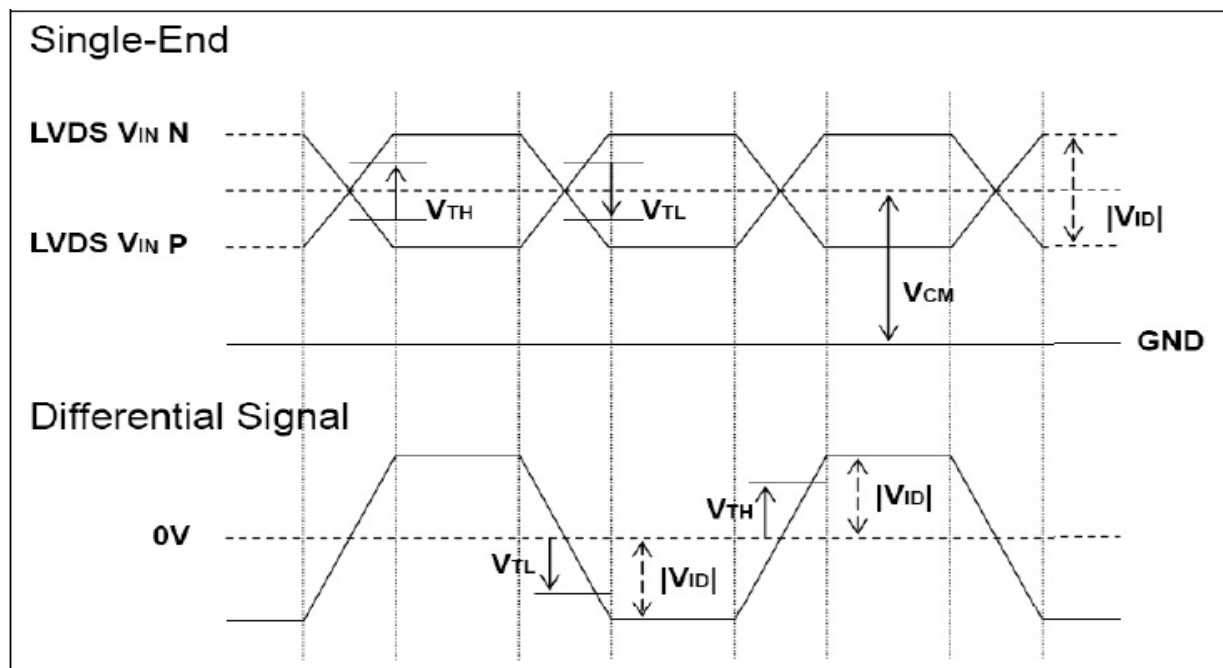 Single-End
LVDS VIN N
VTH
VTL
|VID|
LVDS VIN P
VCM
GND
Differential Signal
|VID|
VTH
0V
VTL
|VID|